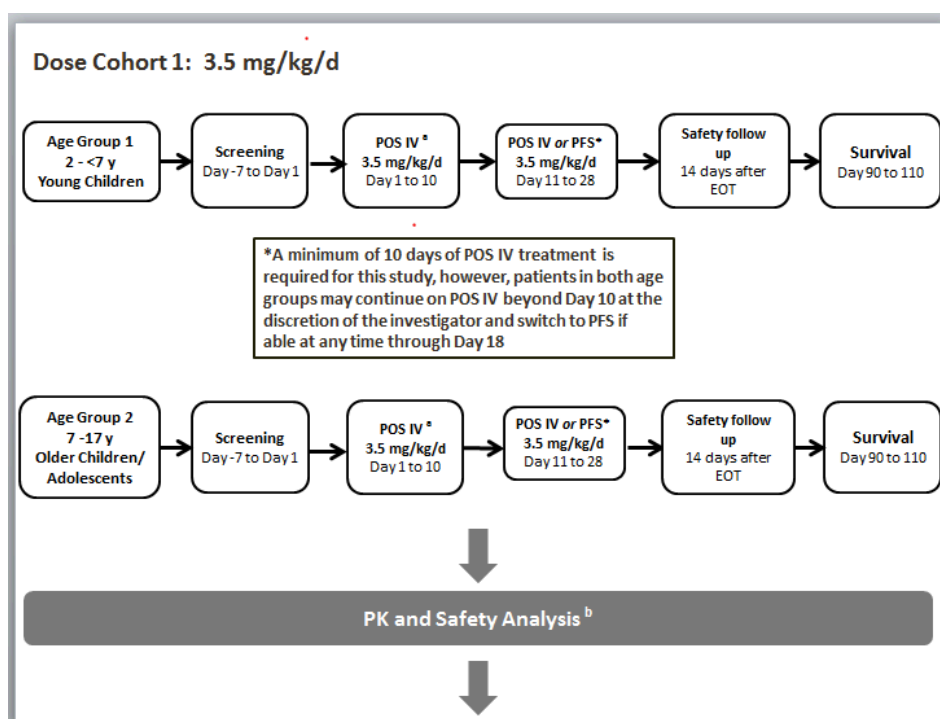 Dose Cohort 1: 3.5 mg/kg/d
Age Group 1
2 - <7 y
Young Children
Screening
Day -7 to Day 1
POS IV a
3.5 mg/kg/d
Day 1 to 10
POS IV or PFS*
3.5 mg/kg/d
Day 11 to 28
Safety follow
up
14 days after
EOT
Survival
Day 90 to 110
*A minimum of 10 days of POS IV treatment is
required for this study, however, patients in both age
groups may continue on POS IV beyond Day 10 at the
discretion of the investigator and switch to PFS if
able at any time through Day 18
Age Group 2
7 -17 y
Older Children/
Adolescents
Screening
Day -7 to Day 1
POS IV a
3.5 mg/kg/d
Day 1 to 10
POS IV or PFS*
3.5 mg/kg/d
Day 11 to 28
Safety follow
up
14 days after
EOT
Survival
Day 90 to 110
PK and Safety Analysis b